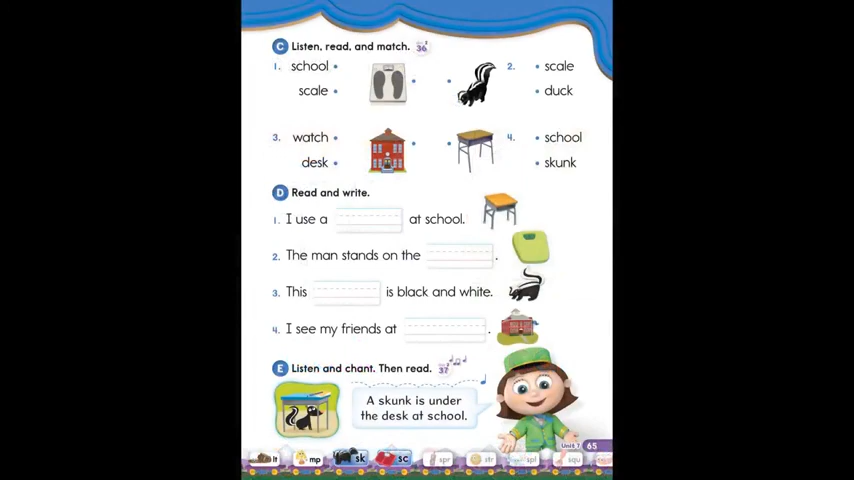 C Listen, read, and match. 36
1. school
scale
2. scale
duck
3. watch
desk
4. school
skunk
D Read and write.
1. I use a at school.
2. The man stands on the .
3. This is black and white.
4. I see my friends at .
E Listen and chant. Then read. 37
A skunk is under
the desk at school.
Unit 7 65
lt mp sk sc spr str spl squ